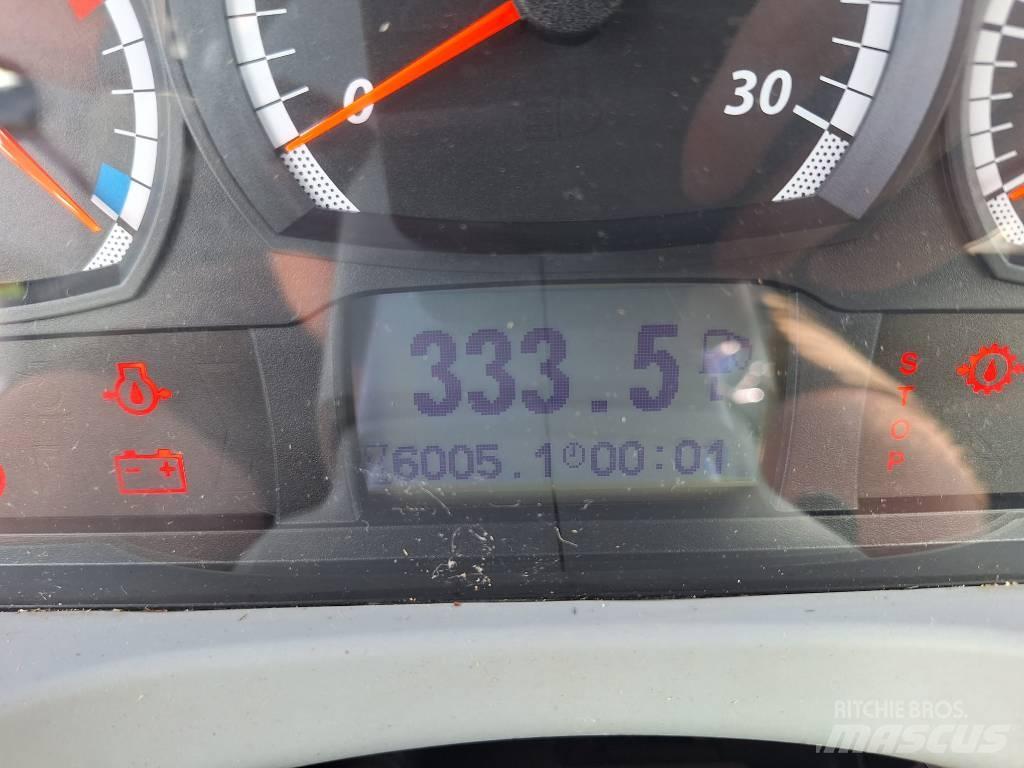 0
30
333.5
6005.1 00:01
STOP
- +
RITCHIE BROS.
MASCUS